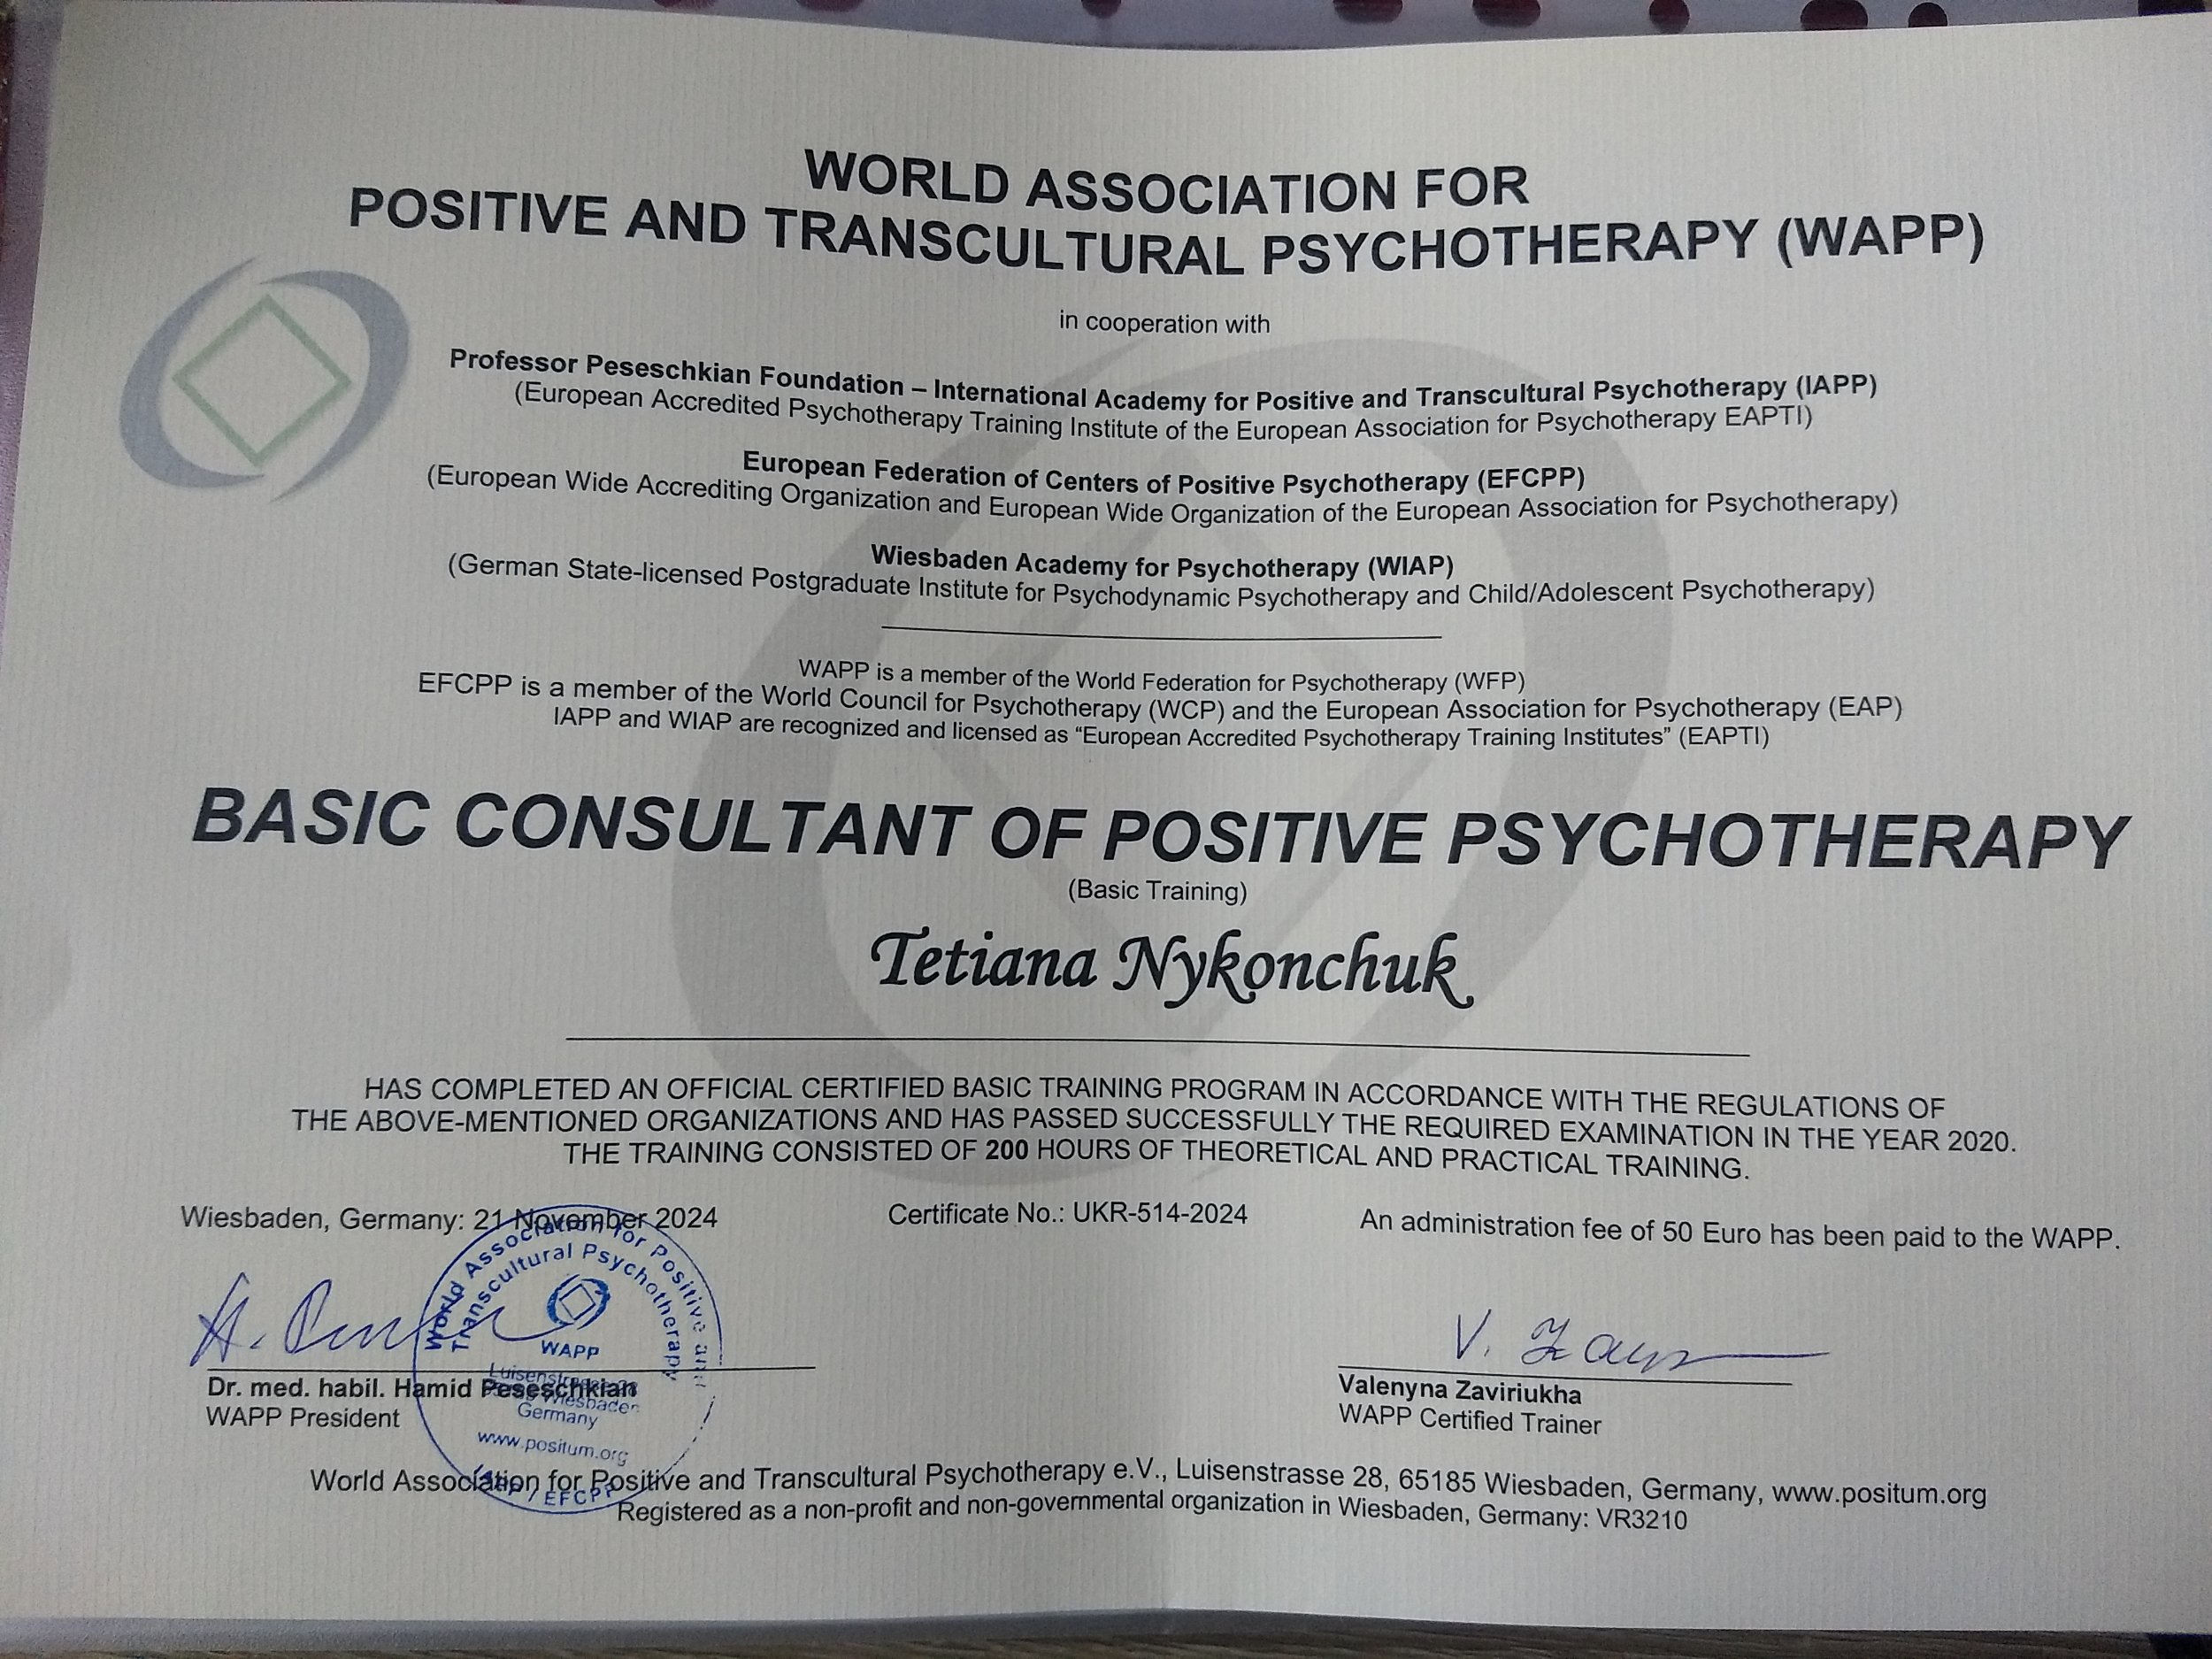 WORLD ASSOCIATION FOR
POSITIVE AND TRANSCULTURAL PSYCHOTHERAPY (WAPP)
in cooperation with
Professor Peseschkian Foundation – International Academy for Positive and Transcultural Psychotherapy (IAPP)
(European Accredited Psychotherapy Training Institute of the European Association for Psychotherapy EAPTI)
European Federation of Centers of Positive Psychotherapy (EFCPP)
(European Wide Accrediting Organization and European Wide Organization of the European Association for Psychotherapy)
Wiesbaden Academy for Psychotherapy (WIAP)
(German State-licensed Postgraduate Institute for Psychodynamic Psychotherapy and Child/Adolescent Psychotherapy)
WAPP is a member of the World Federation for Psychotherapy (WFP)
EFCPP is a member of the World Council for Psychotherapy (WCP) and the European Association for Psychotherapy (EAP)
IAPP and WIAP are recognized and licensed as “European Accredited Psychotherapy Training Institutes” (EAPTI)
BASIC CONSULTANT OF POSITIVE PSYCHOTHERAPY
(Basic Training)
Tetiana Nykonchuk
HAS COMPLETED AN OFFICIAL CERTIFIED BASIC TRAINING PROGRAM IN ACCORDANCE WITH THE REGULATIONS OF
THE ABOVE-MENTIONED ORGANIZATIONS AND HAS PASSED SUCCESSFULLY THE REQUIRED EXAMINATION IN THE YEAR 2020.
THE TRAINING CONSISTED OF 200 HOURS OF THEORETICAL AND PRACTICAL TRAINING.
Wiesbaden, Germany: 21 November 2024
Certificate No.: UKR-514-2024
An administration fee of 50 Euro has been paid to the WAPP.
World Association for Positive and
Transcultural Psychotherapy
WAPP
Luisenstrasse 28
Wiesbaden
Germany
www.positum.org
/ EFCPP
Dr. med. habil. Hamid Peseschkian
WAPP President
V.
Valenyna Zaviriukha
WAPP Certified Trainer
World Association for Positive and Transcultural Psychotherapy e.V., Luisenstrasse 28, 65185 Wiesbaden, Germany, www.positum.org
Registered as a non-profit and non-governmental organization in Wiesbaden, Germany: VR3210